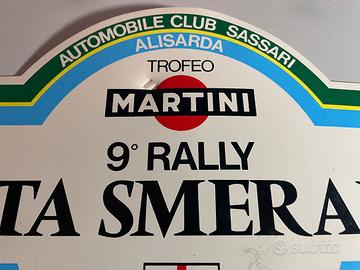 AUTOMOBILE CLUB SASSARI
ALISARDA
TROFEO
MARTINI
9° RALLY
TA SMERA
subito